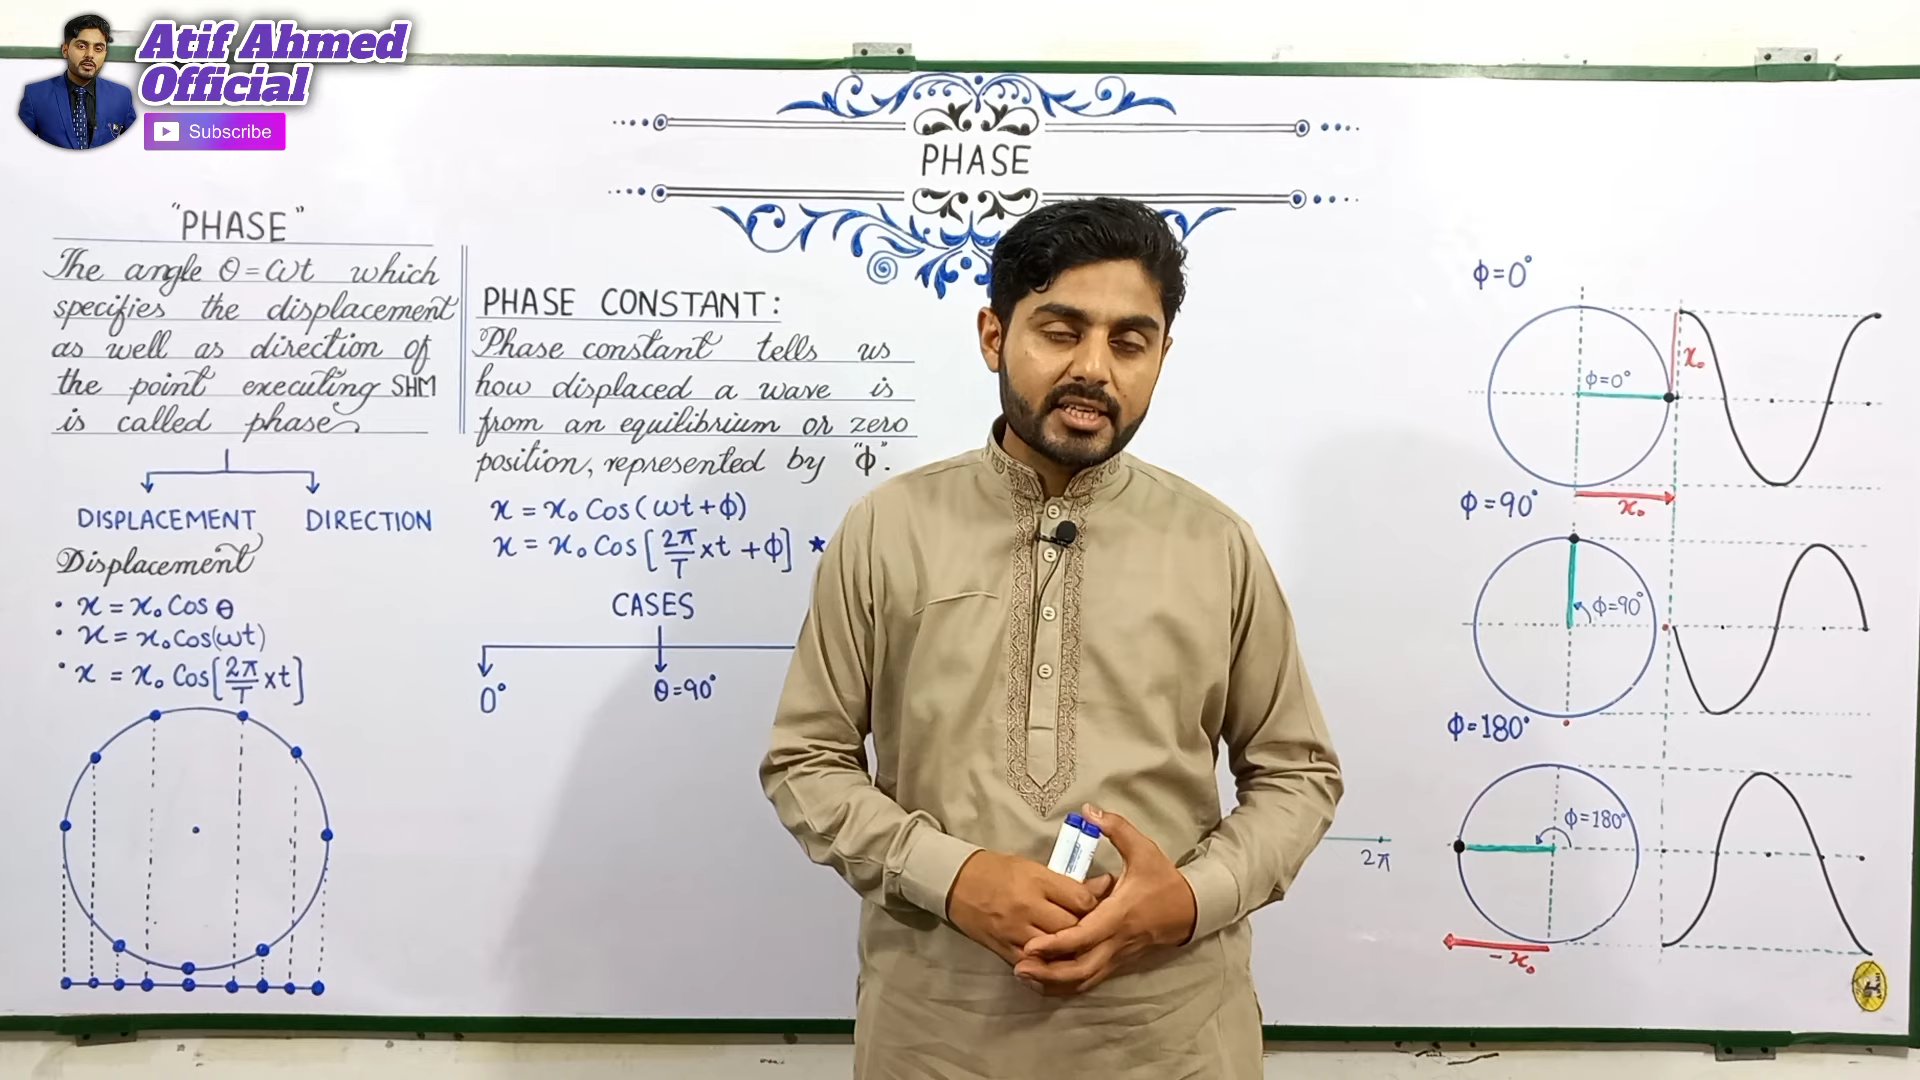 Atif Ahmed
Official
Subscribe
PHASE
"PHASE"
The angle θ=ωt which
specifies the displacement
as well as direction of
the point executing SHM
is called phase
DISPLACEMENT DIRECTION
Displacement
• x = x₀ Cos θ
• x = x₀ Cos(ωt)
• x = x₀ Cos[2π/T xt]
PHASE CONSTANT:
Phase constant tells us
how displaced a wave is
from an equilibrium or zero
position, represented by "ϕ".
x = x₀ Cos(ωt+ϕ)
x = x₀ Cos[2π/T xt +ϕ] ★
CASES
0°
θ=90°
2π
ϕ=0°
ϕ=0°
x₀
x₀
ϕ=90°
ϕ=90°
ϕ=180°
ϕ=180°
-x₀